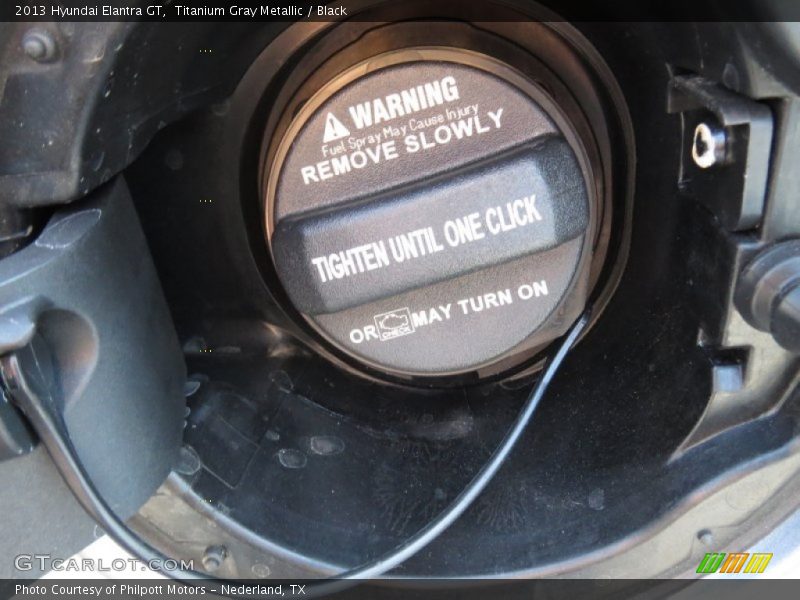 2013 Hyundai Elantra GT,  Titanium Gray Metallic / Black
WARNING
Fuel Spray May Cause Injury
REMOVE SLOWLY
TIGHTEN UNTIL ONE CLICK
OR CHECK MAY TURN ON
GTCARLOT.COM
Photo Courtesy of Philpott Motors - Nederland, TX